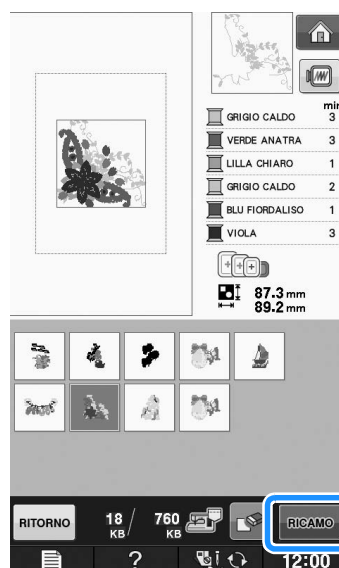 min
GRIGIO CALDO 3
VERDE ANATRA 3
LILLA CHIARO 1
GRIGIO CALDO 2
BLU FIORDALISO 1
VIOLA 3
87.3 mm
89.2 mm
RITORNO 18 KB/ 760 KB RICAMO
? 12:00